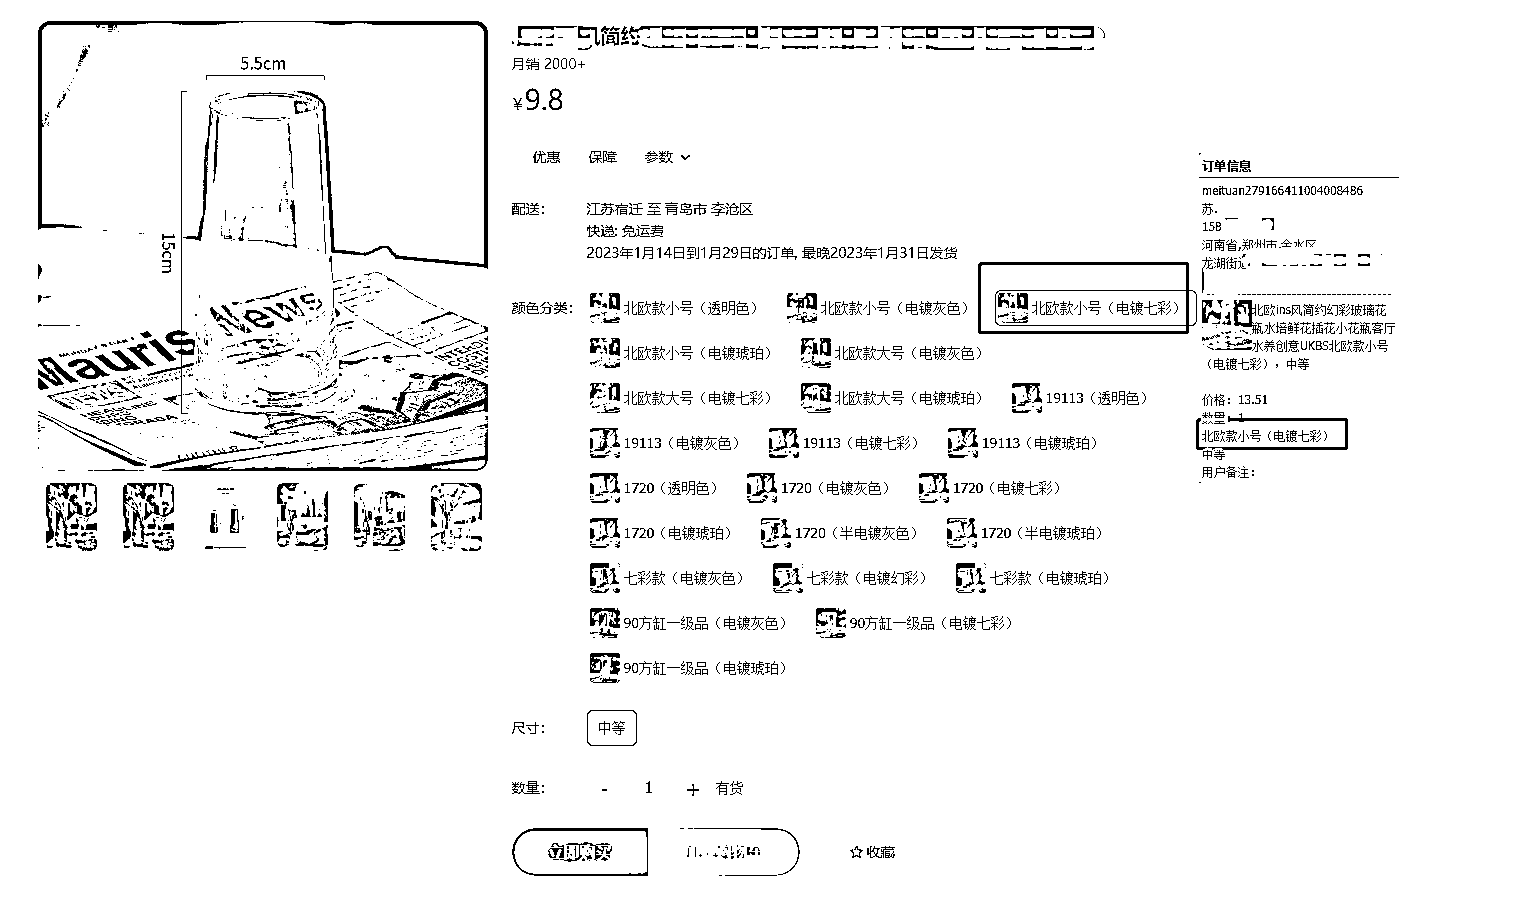 5.5cm
15cm
Mauris News
简约
月销 2000+
¥9.8
优惠 保障 参数
配送： 江苏宿迁 至 青岛市 李沧区
快递: 免运费
2023年1月14日到1月29日的订单, 最晚2023年1月31日发货
颜色分类： 北欧款小号（透明色） 北欧款小号（电镀灰色） 北欧款小号（电镀七彩）
北欧款小号（电镀琥珀） 北欧款大号（电镀灰色）
北欧款大号（电镀七彩） 北欧款大号（电镀琥珀） 19113（透明色）
19113（电镀灰色） 19113（电镀七彩） 19113（电镀琥珀）
1720（透明色） 1720（电镀灰色） 1720（电镀七彩）
1720（电镀琥珀） 1720（半电镀灰色） 1720（半电镀琥珀）
七彩款（电镀灰色） 七彩款（电镀幻彩） 七彩款（电镀琥珀）
90方缸一级品（电镀灰色） 90方缸一级品（电镀七彩）
90方缸一级品（电镀琥珀）
尺寸： 中等
数量： - 1 + 有货
立即购买
收藏
订单信息
meituan279166411004008486
苏.
158
河南省,郑州市,金水区
龙湖街道
北欧ins风简约幻彩玻璃花
瓶水培鲜花插花小花瓶客厅
水养创意UKBS北欧款小号
（电镀七彩），中等
价格：13.51
数量：1
北欧款小号（电镀七彩）
中等
用户备注：